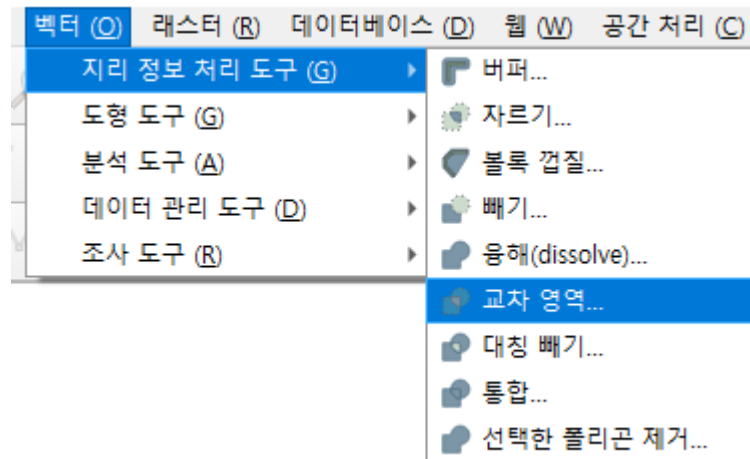 벡터 (O) 래스터 (R) 데이터베이스 (D) 웹 (W) 공간 처리 (C)
지리 정보 처리 도구 (G)
도형 도구 (G)
분석 도구 (A)
데이터 관리 도구 (D)
조사 도구 (R)
버퍼...
자르기...
볼록 껍질...
빼기...
융해(dissolve)...
교차 영역...
대칭 빼기...
통합...
선택한 폴리곤 제거...